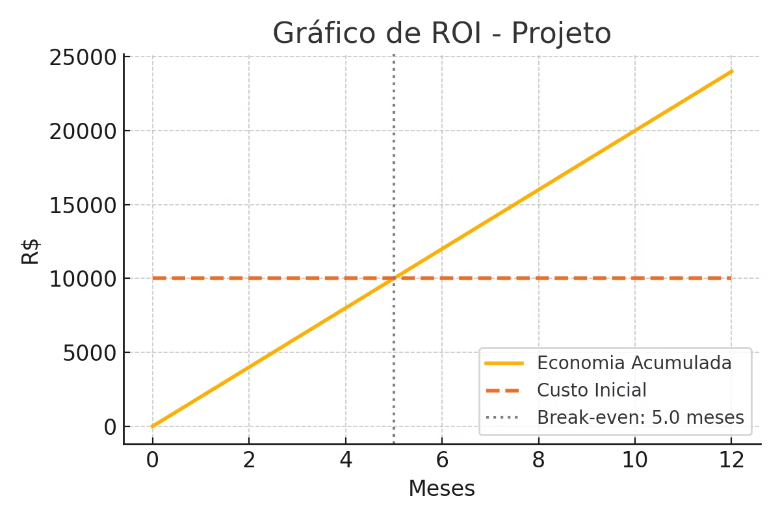 Gráfico de ROI - Projeto
25000
20000
15000
10000
5000
0
R$
0 2 4 6 8 10 12
Meses
Economia Acumulada
Custo Inicial
Break-even: 5.0 meses